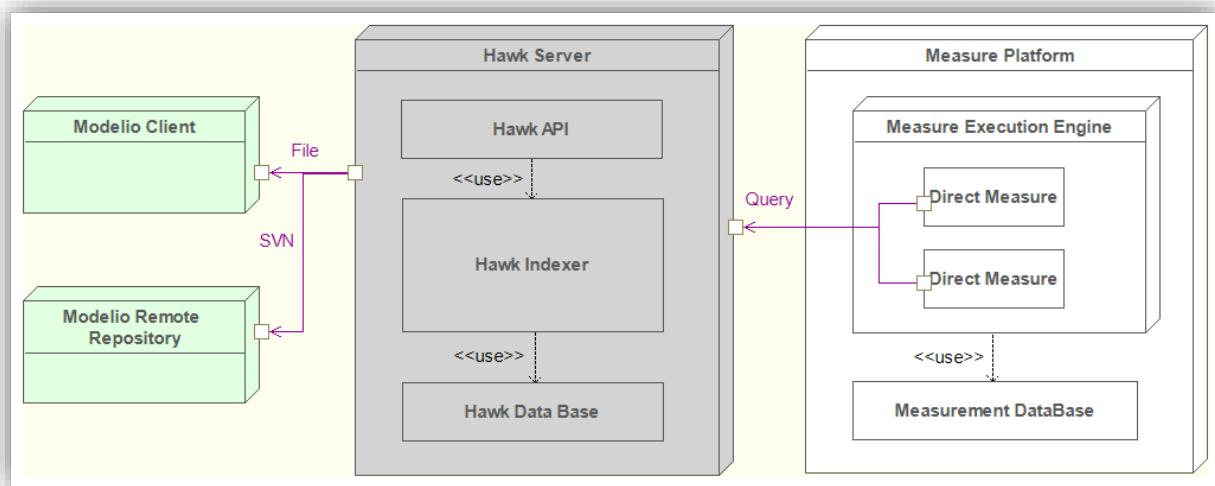 Modelio Client
File
SVN
Modelio Remote
Repository
Hawk Server
Hawk API
<<use>>
Hawk Indexer
<<use>>
Hawk Data Base
Query
Measure Platform
Measure Execution Engine
Direct Measure
Direct Measure
<<use>>
Measurement DataBase